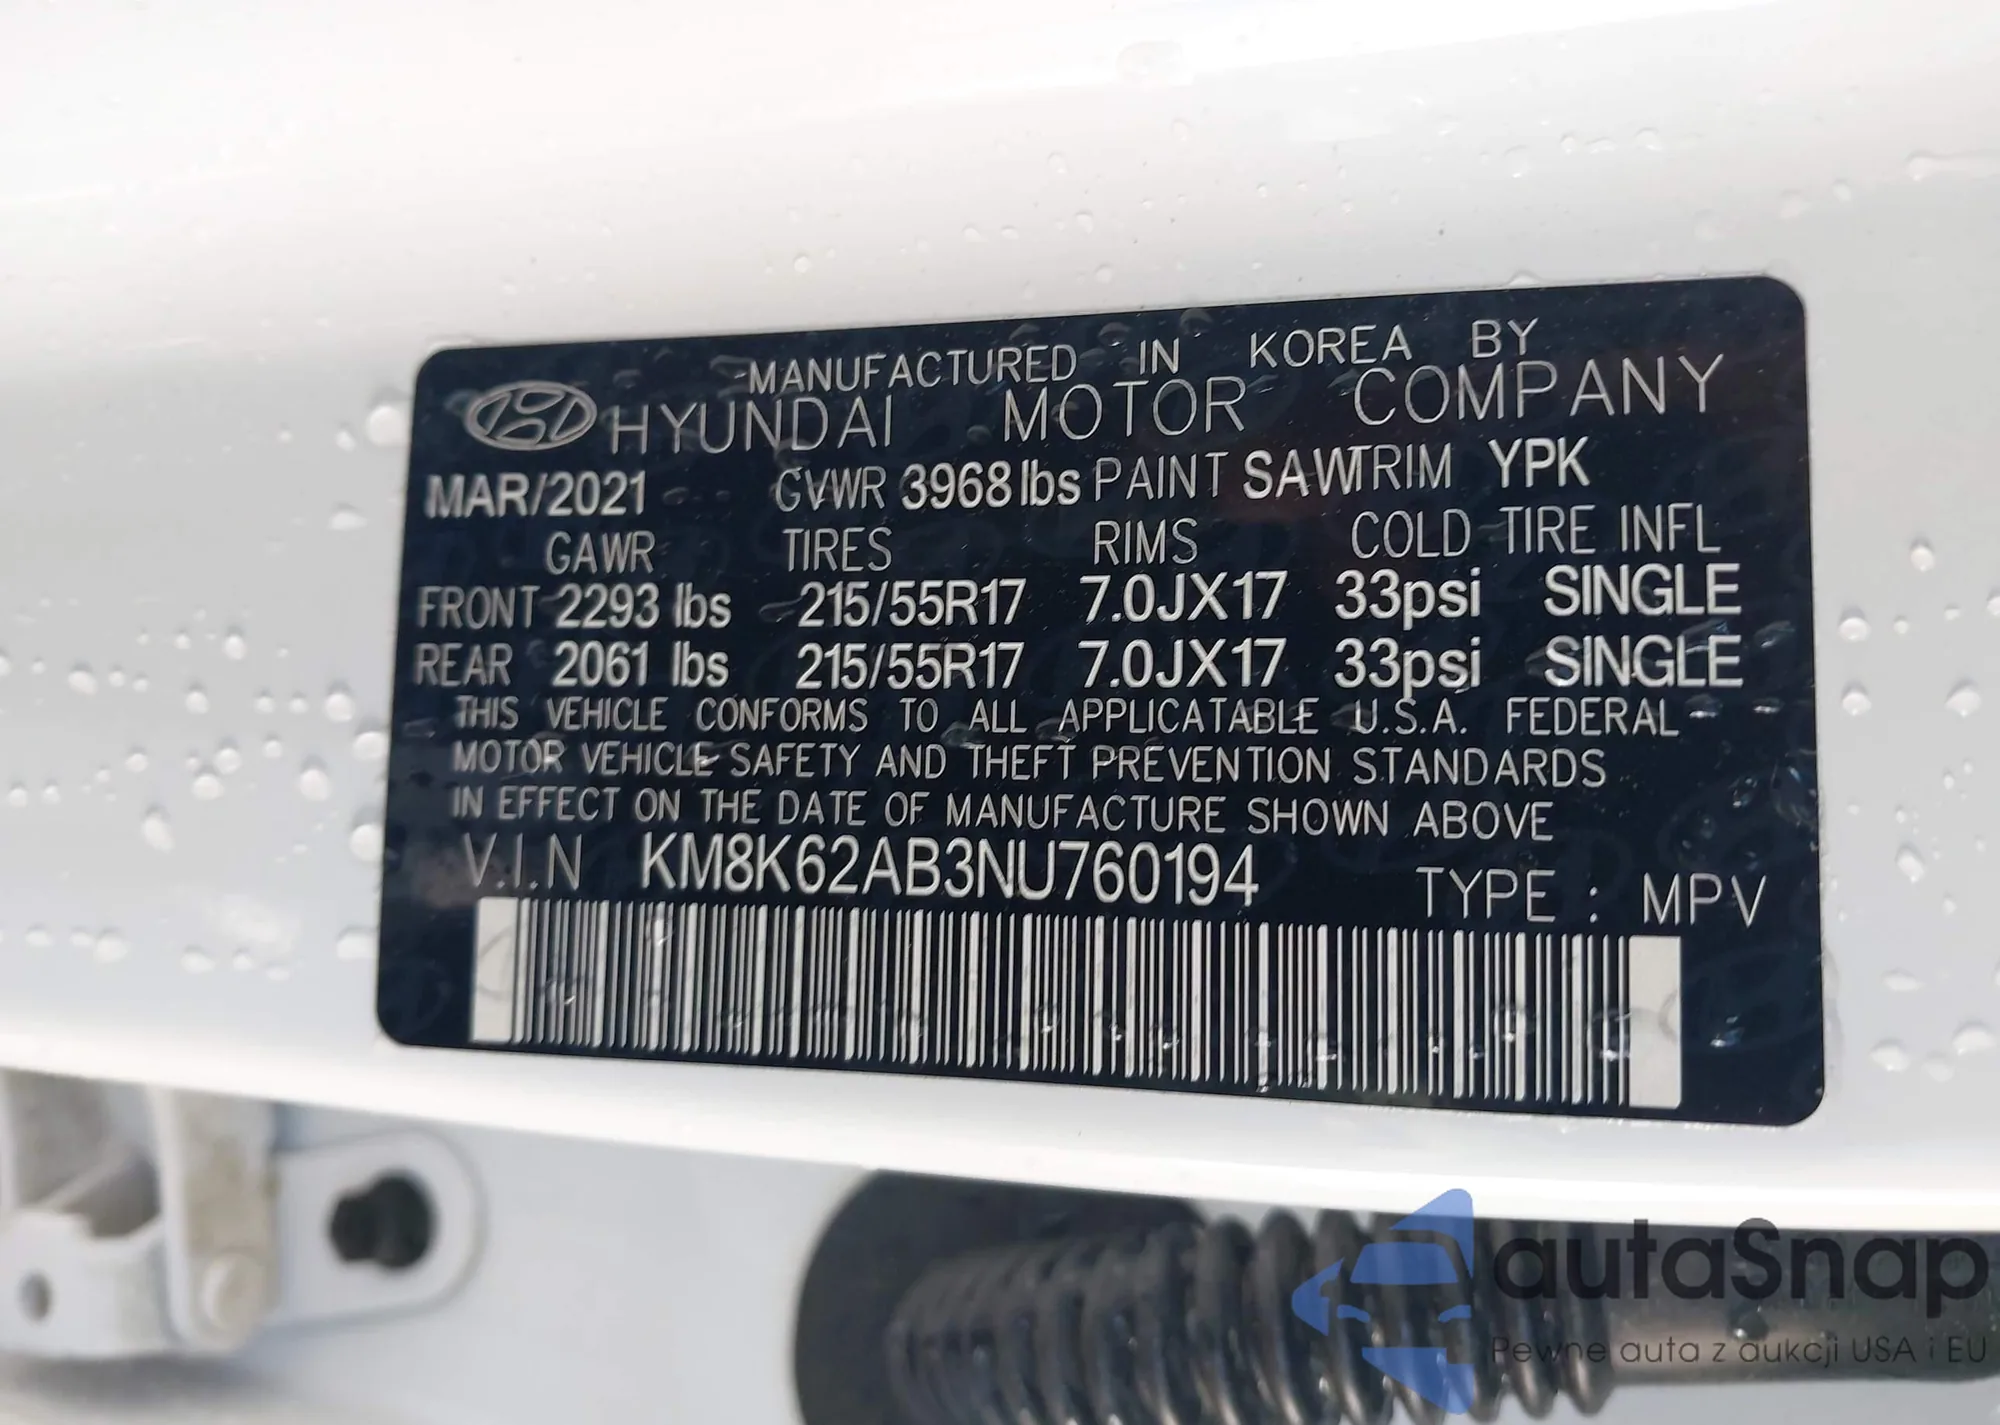 MANUFACTURED IN KOREA BY
HYUNDAI MOTOR COMPANY
MAR/2021 GVWR 3968 lbs PAINT SAW TRIM YPK
GAWR TIRES RIMS COLD TIRE INFL
FRONT 2293 lbs 215/55R17 7.0JX17 33psi SINGLE
REAR 2061 lbs 215/55R17 7.0JX17 33psi SINGLE
THIS VEHICLE CONFORMS TO ALL APPLICATABLE U.S.A. FEDERAL
MOTOR VEHICLE SAFETY AND THEFT PREVENTION STANDARDS
IN EFFECT ON THE DATE OF MANUFACTURE SHOWN ABOVE
V.I.N KM8K62AB3NU760194
TYPE : MPV
autaSnap
Pewne auta z aukcji USA i EU